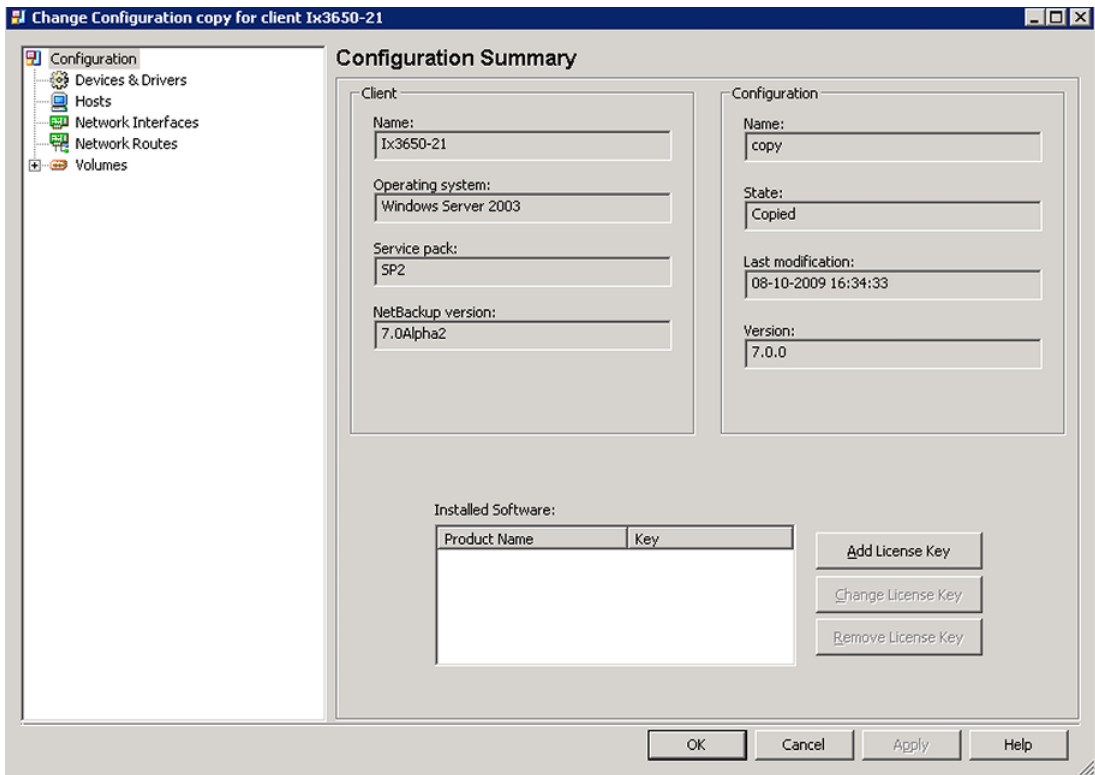 Change Configuration copy for client Ix3650-21
Configuration
Devices & Drivers
Hosts
Network Interfaces
Network Routes
Volumes
Configuration Summary
Client
Name:
Ix3650-21
Operating system:
Windows Server 2003
Service pack:
SP2
NetBackup version:
7.0Alpha2
Configuration
Name:
copy
State:
Copied
Last modification:
08-10-2009 16:34:33
Version:
7.0.0
Installed Software:
Product Name Key
Add License Key
Change License Key
Remove License Key
OK Cancel Apply Help